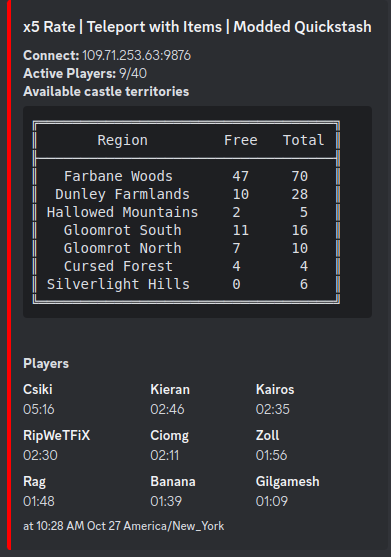 x5 Rate | Teleport with Items | Modded Quickstash
Connect: 109.71.253.63:9876
Active Players: 9/40
Available castle territories
Region Free Total
Farbane Woods 47 70
Dunley Farmlands 10 28
Hallowed Mountains 2 5
Gloomrot South 11 16
Gloomrot North 7 10
Cursed Forest 4 4
Silverlight Hills 0 6
Players
Csiki Kieran Kairos
05:16 02:46 02:35
RipWeTFiX Ciomg Zoll
02:30 02:11 01:56
Rag Banana Gilgamesh
01:48 01:39 01:09
at 10:28 AM Oct 27 America/New_York